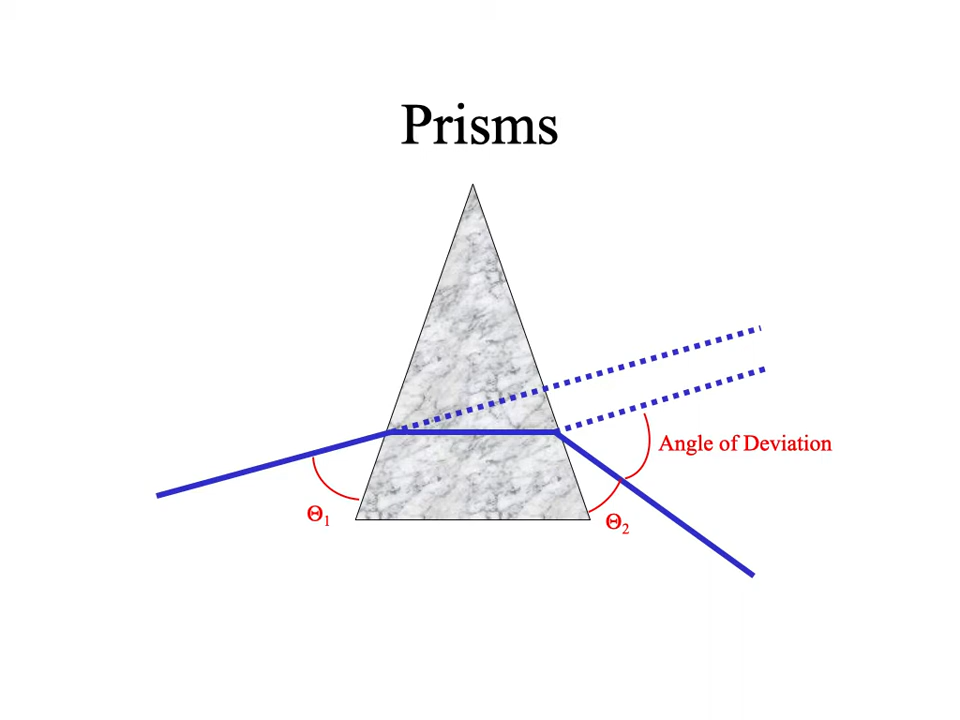 Prisms
Angle of Deviation
Θ1
Θ2